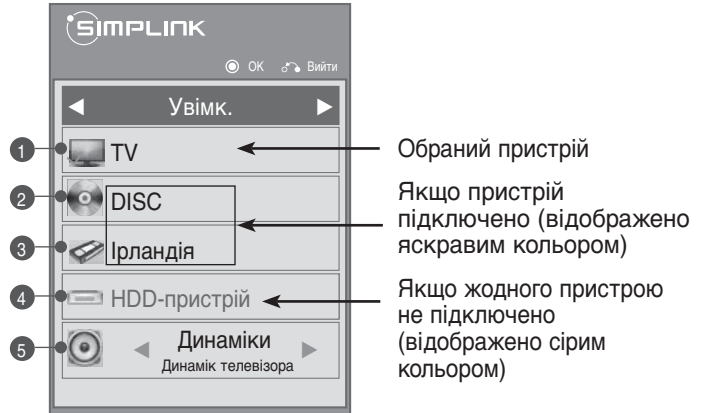 SIMPLINK
OK Вийти
Увімк.
1 TV
Обраний пристрій
2 DISC
3 Ірландія
Якщо пристрій
підключено (відображено
яскравим кольором)
4 HDD-пристрій
Якщо жодного пристрою
не підключено
(відображено сірим
кольором)
5 Динаміки
Динамік телевізора